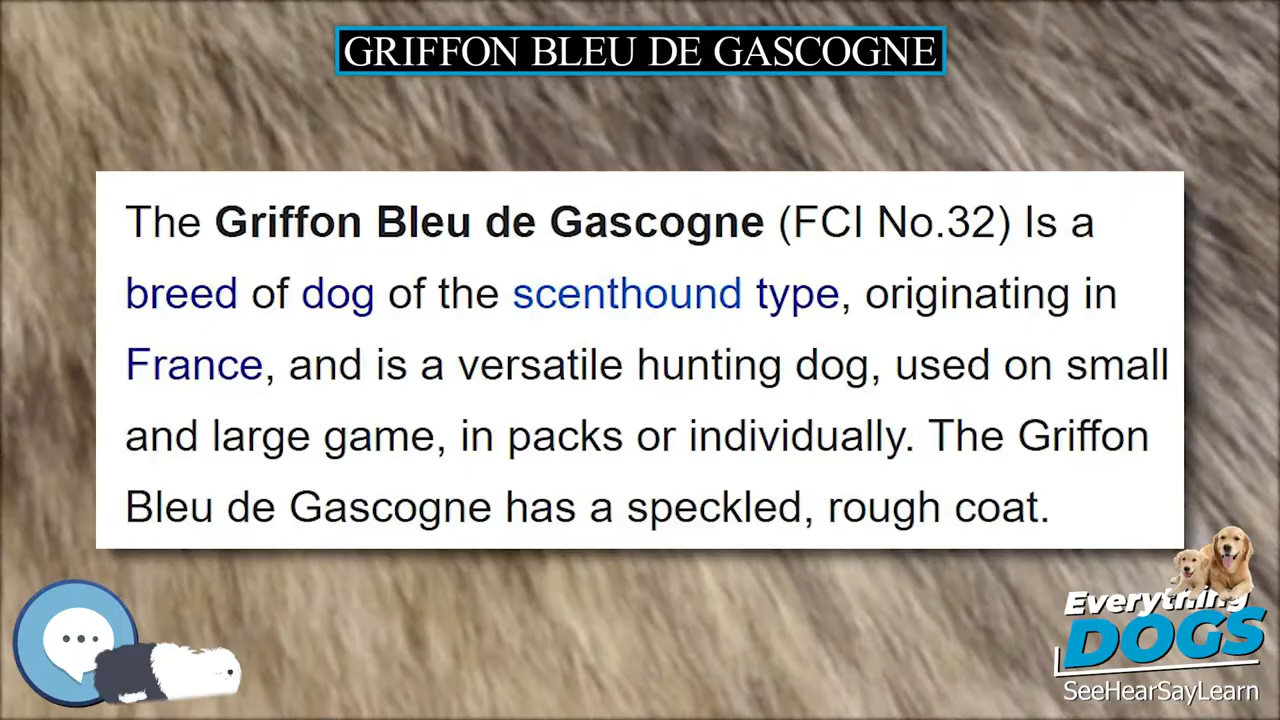 GRIFFON BLEU DE GASCOGNE
The Griffon Bleu de Gascogne (FCI No.32) Is a
breed of dog of the scenthound type, originating in
France, and is a versatile hunting dog, used on small
and large game, in packs or individually. The Griffon
Bleu de Gascogne has a speckled, rough coat.
Everything
DOGS
SeeHearSayLearn